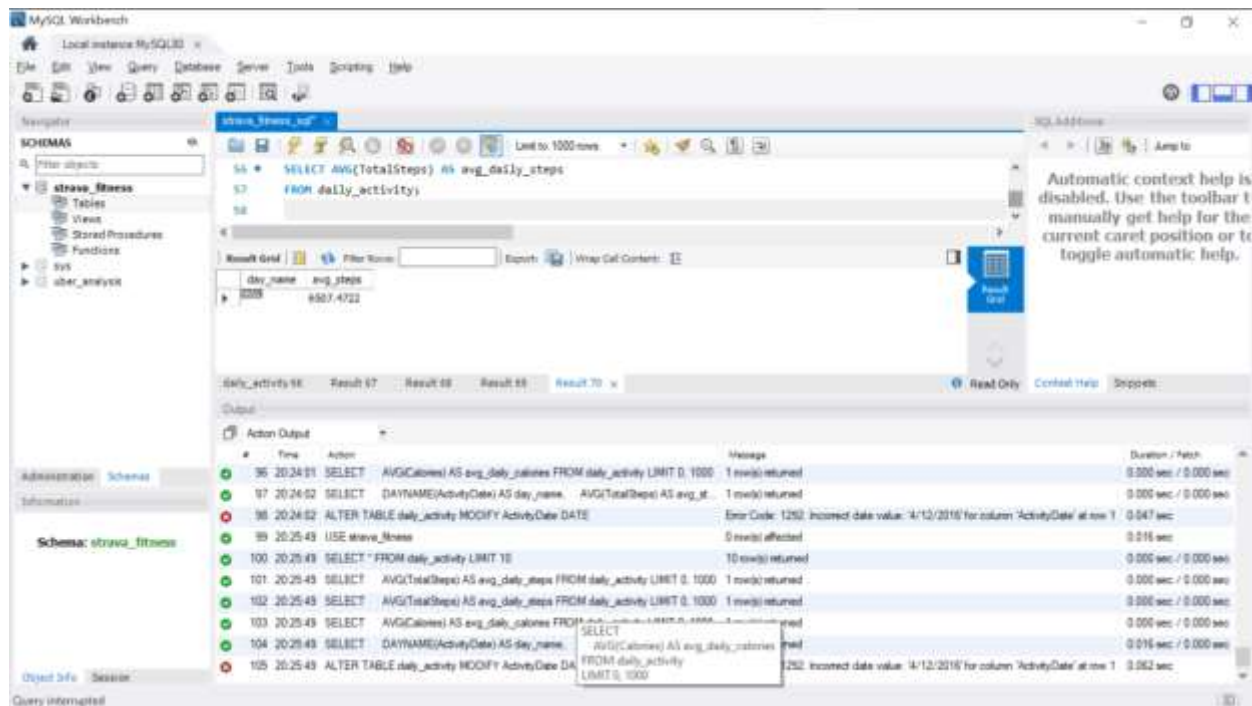 MySQL Workbench
Local instance MySQL80
File Edit View Query Database Server Tools Scripting Help
Navigator
SCHEMAS
Filter objects
strava_fitness
Tables
Views
Stored Procedures
Functions
sys
uber_analysis
Administration Schemas
Information
Schema: strava_fitness
Object Info Session
Query interrupted
strava_fitness_sql*
Limit to 1000 rows
56 SELECT AVG(TotalSteps) AS avg_daily_steps
57 FROM daily_activity;
58
Result Grid Filter Rows: Export: Wrap Cell Content:
day_name avg_steps
6507.4722
Result Grid
daily_activity 66 Result 67 Result 68 Result 69 Result 70
Read Only
Output
Action Output
# Time Action Message Duration / Fetch
96 20:24:01 SELECT AVG(Calories) AS avg_daily_calories FROM daily_activity LIMIT 0, 1000 1 row(s) returned 0.000 sec / 0.000 sec
97 20:24:02 SELECT DAYNAME(ActivityDate) AS day_name, AVG(TotalSteps) AS avg_st... 1 row(s) returned 0.000 sec / 0.000 sec
98 20:24:02 ALTER TABLE daily_activity MODIFY ActivityDate DATE Error Code: 1292. Incorrect date value: '4/12/2016' for column 'ActivityDate' at row 1 0.047 sec
99 20:25:49 USE strava_fitness 0 row(s) affected 0.016 sec
100 20:25:49 SELECT * FROM daily_activity LIMIT 10 10 row(s) returned 0.000 sec / 0.000 sec
101 20:25:49 SELECT AVG(TotalSteps) AS avg_daily_steps FROM daily_activity LIMIT 0, 1000 1 row(s) returned 0.000 sec / 0.000 sec
102 20:25:49 SELECT AVG(TotalSteps) AS avg_daily_steps FROM daily_activity LIMIT 0, 1000 1 row(s) returned 0.000 sec / 0.000 sec
103 20:25:49 SELECT AVG(Calories) AS avg_daily_calories 0.000 sec / 0.000 sec
104 20:25:49 SELECT DAYNAME(ActivityDate) AS day_name, 0.016 sec / 0.000 sec
105 20:25:49 ALTER TABLE daily_activity MODIFY ActivityDate DA 1292. Incorrect date value: '4/12/2016' for column 'ActivityDate' at row 1 0.062 sec
SELECT
AVG(Calories) AS avg_daily_calories
FROM daily_activity
LIMIT 0, 1000
SQL Additions
Jump to
Automatic context help is
disabled. Use the toolbar t
manually get help for the
current caret position or to
toggle automatic help.
Context Help Snippets